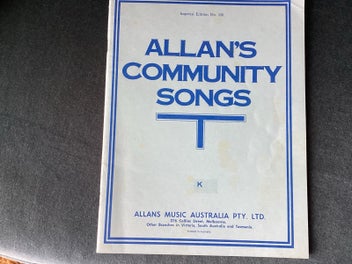 Imperial Edition No. 110
ALLAN'S
COMMUNITY
SONGS
K
ALLANS MUSIC AUSTRALIA PTY. LTD.
276 Collins Street, Melbourne,
Other Branches in Victoria, South Australia and Tasmania.